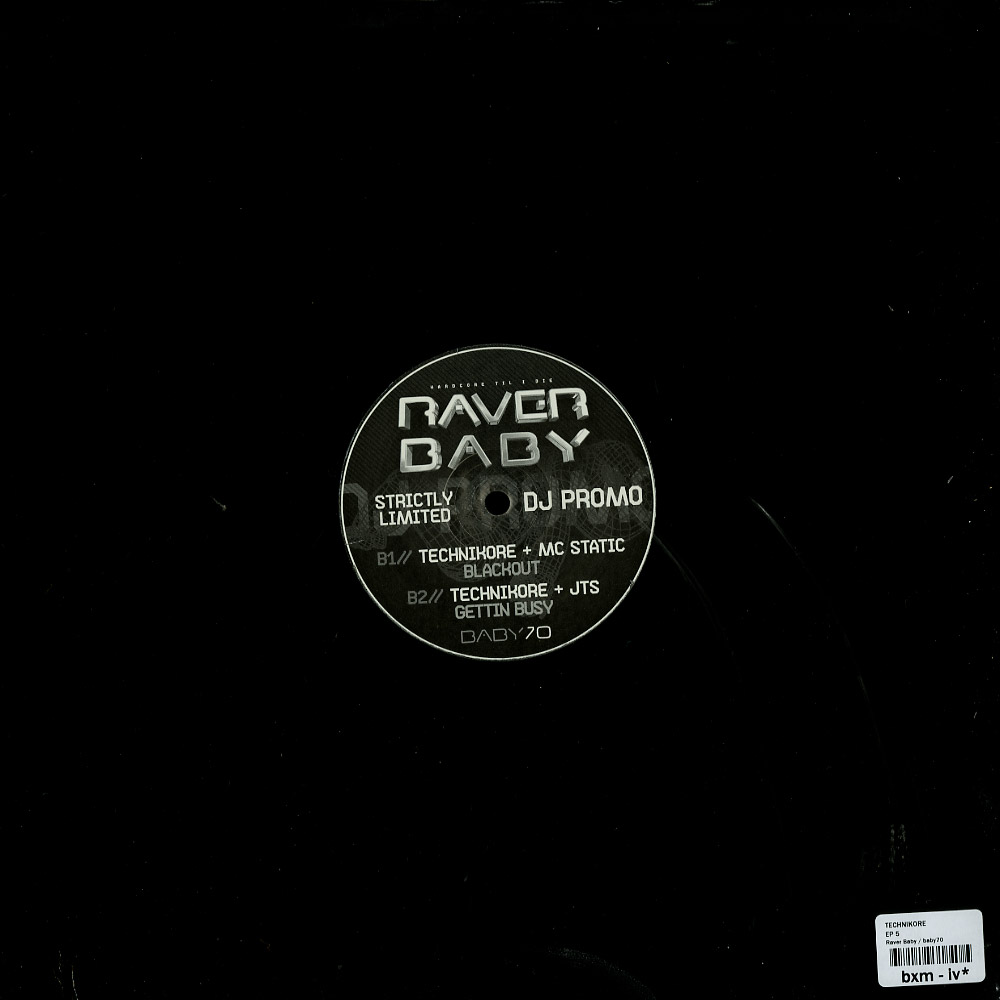 HARDCORE TIL I DIE
RAVER
BABY
STRICTLY
LIMITED
DJ PROMO
B1// TECHNIKORE + MC STATIC
BLACKOUT
B2// TECHNIKORE + JTS
GETTIN BUSY
BABY70
TECHNIKORE
EP 5
Raver Baby / baby70
bxm - iv*